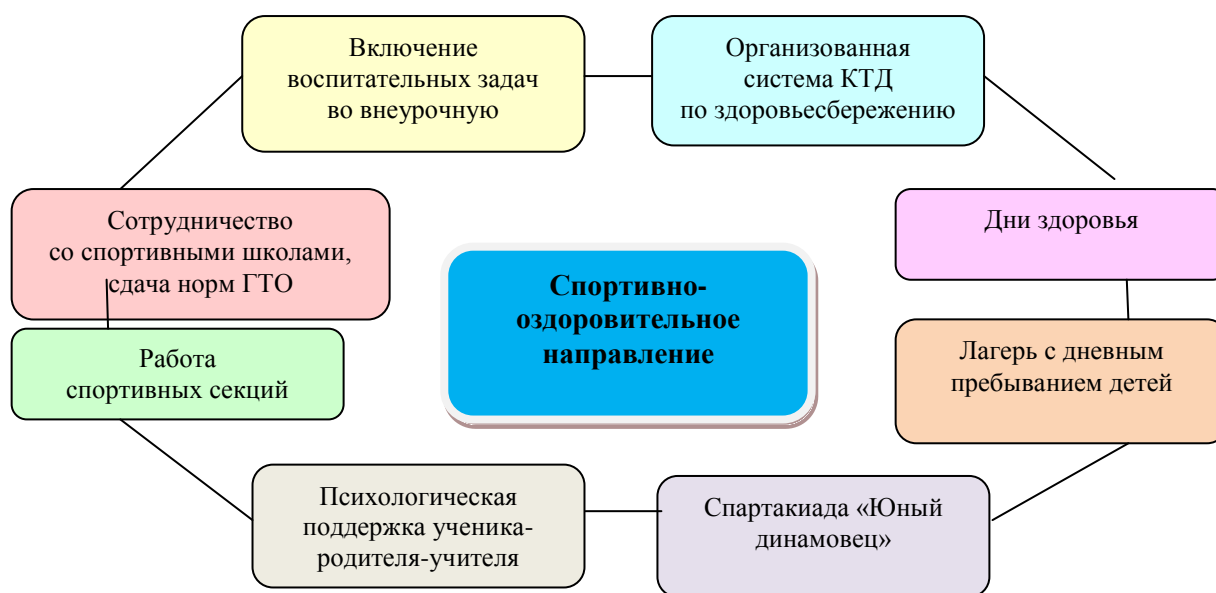 Включение
воспитательных задач
во внеурочную
Организованная
система КТД
по здоровьесбережению
Сотрудничество
со спортивными школами,
сдача норм ГТО
Дни здоровья
Спортивно-
оздоровительное
направление
Работа
спортивных секций
Лагерь с дневным
пребыванием детей
Психологическая
поддержка ученика-
родителя-учителя
Спартакиада «Юный
динамовец»